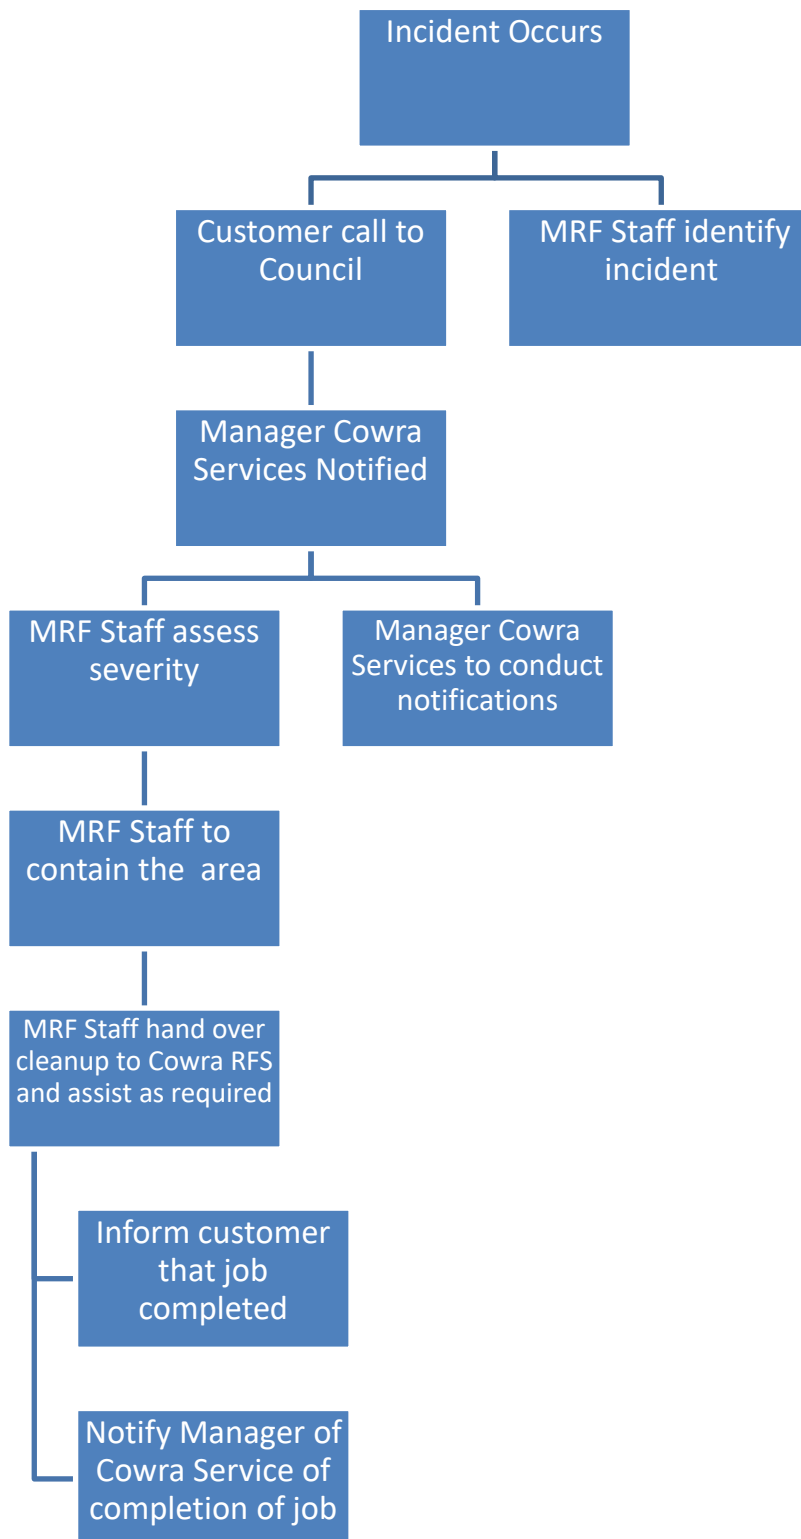 Incident Occurs
Customer call to
Council
MRF Staff identify
incident
Manager Cowra
Services Notified
MRF Staff assess
severity
Manager Cowra
Services to conduct
notifications
MRF Staff to
contain the  area
MRF Staff hand over
cleanup to Cowra RFS
and assist as required
Inform customer
that job
completed
Notify Manager of
Cowra Service of
completion of job